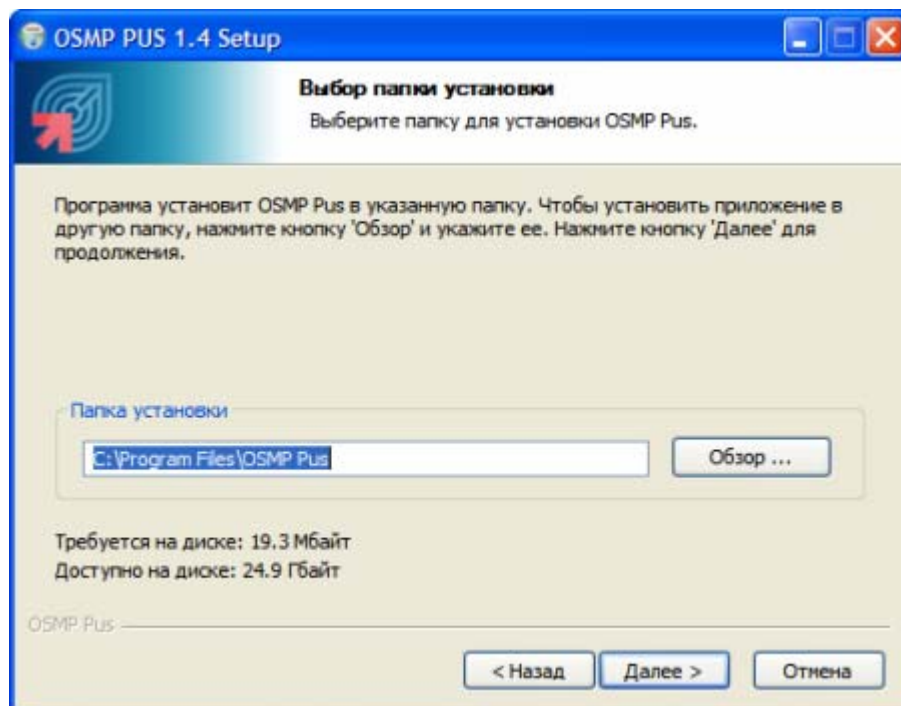 OSMP PUS 1.4 Setup
Выбор папки установки
Выберите папку для установки OSMP Pus.
Программа установит OSMP Pus в указанную папку. Чтобы установить приложение в
другую папку, нажмите кнопку 'Обзор' и укажите ее. Нажмите кнопку 'Далее' для
продолжения.
Папка установки
C:\Program Files\OSMP Pus
Обзор ...
Требуется на диске: 19.3 Мбайт
Доступно на диске: 24.9 Гбайт
OSMP Pus
< Назад
Далее >
Отмена